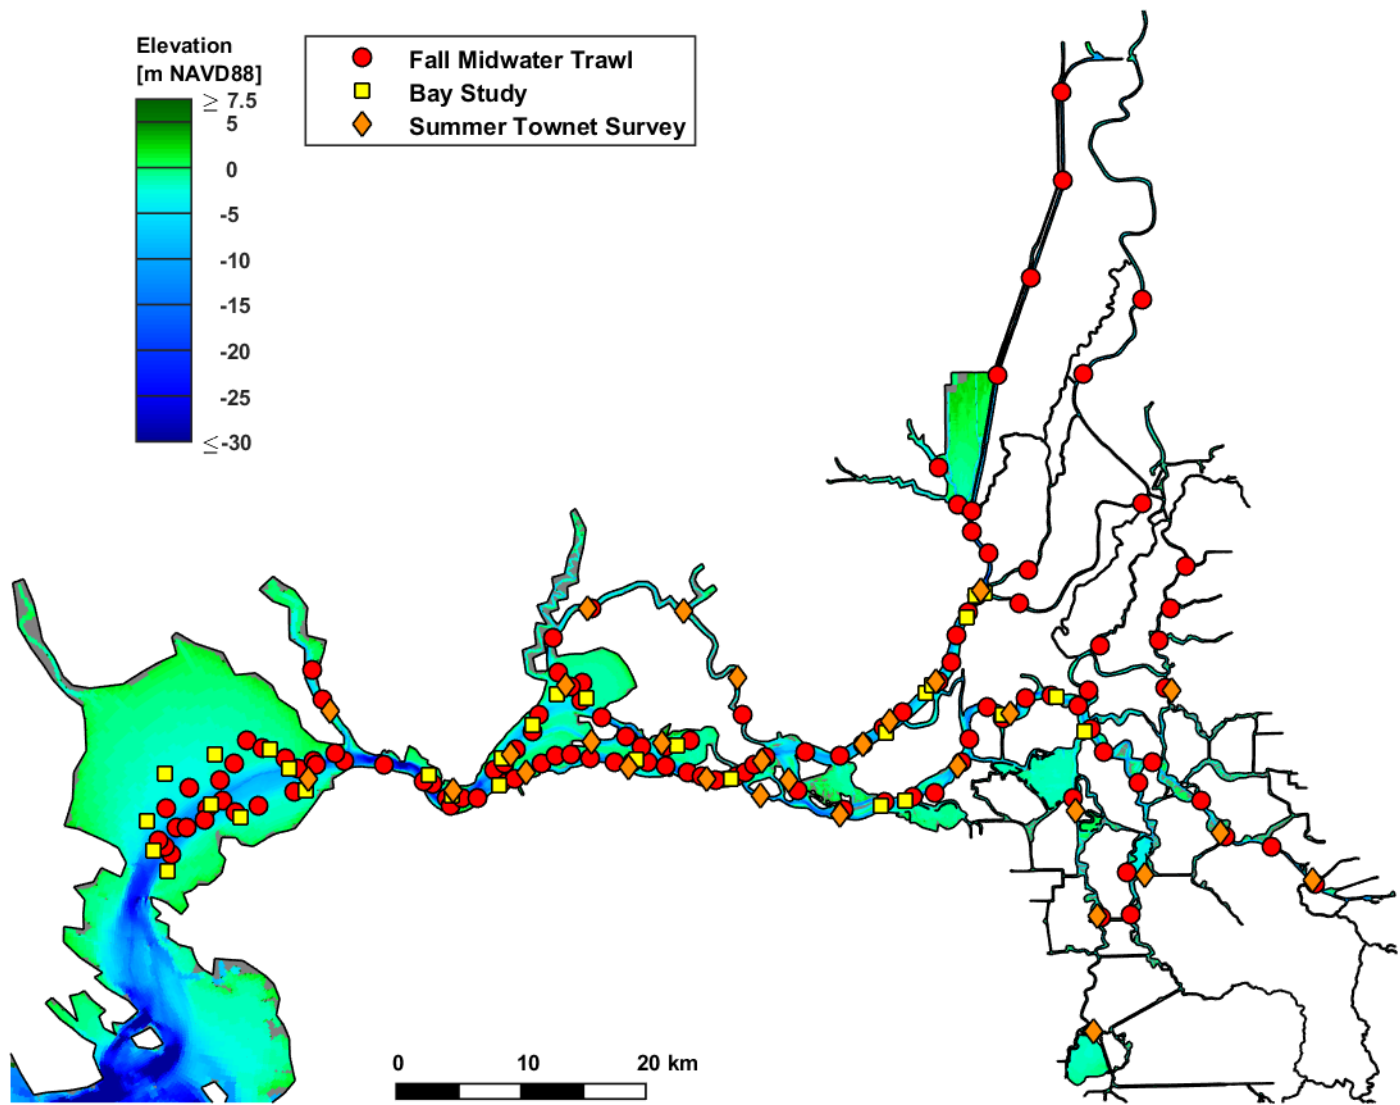 Elevation
[m NAVD88]
≥ 7.5
5
0
-5
-10
-15
-20
-25
≤-30
Fall Midwater Trawl
Bay Study
Summer Townet Survey
0 10 20 km